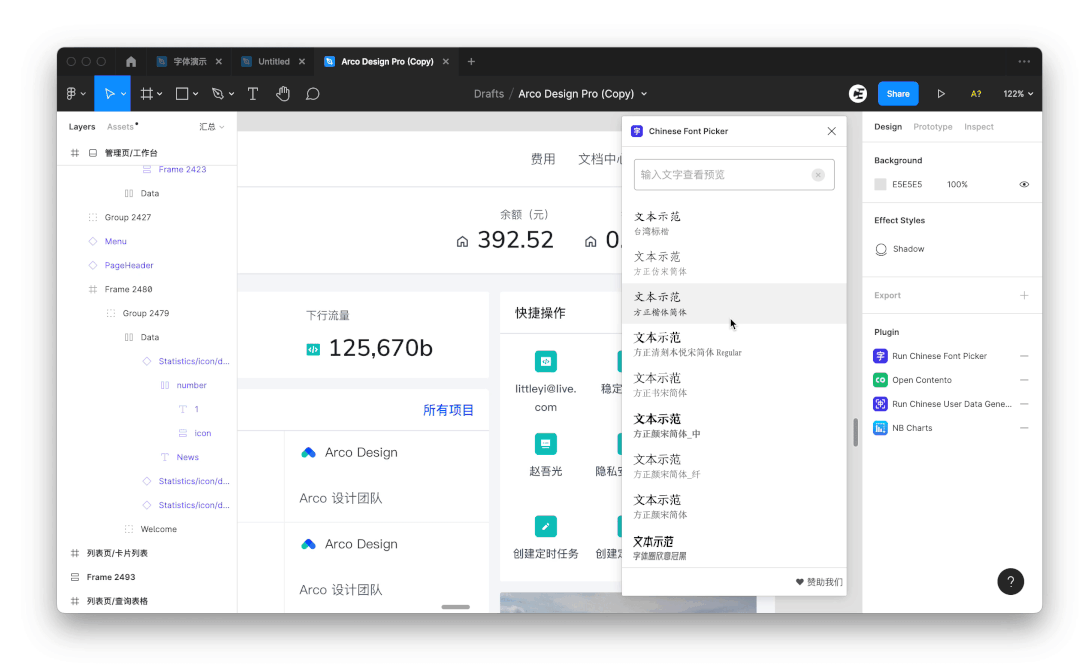 字体演示
Untitled
Arco Design Pro (Copy)
Drafts / Arco Design Pro (Copy)
Share
A?
122%
Layers
Assets
汇总
管理页/工作台
Frame 2423
Data
Group 2427
Menu
PageHeader
Frame 2480
Group 2479
Data
Statistics/icon/d...
number
1
icon
News
Statistics/icon/d...
Statistics/icon/d...
Welcome
列表页/卡片列表
Frame 2493
列表页/查询表格
费用
文档中心
余额（元）
392.52
0.
下行流量
125,670b
所有项目
Arco Design
Arco 设计团队
Arco Design
Arco 设计团队
快捷操作
littleyi@live.
com
稳定
赵吾光
隐私安
创建定时任务
创建定
字
Chinese Font Picker
输入文字查看预览
文本示范
台湾标楷
文本示范
方正仿宋简体
文本示范
方正楷体简体
文本示范
方正清刻本悦宋简体 Regular
文本示范
方正书宋简体
文本示范
方正颜宋简体_中
文本示范
方正颜宋简体_纤
文本示范
方正颜宋简体
文本示范
字体圈欣意冠黑
赞助我们
Design
Prototype
Inspect
Background
E5E5E5
100%
Effect Styles
Shadow
Export
Plugin
字
Run Chinese Font Picker
CO
Open Contento
Run Chinese User Data Gene...
NB Charts
?